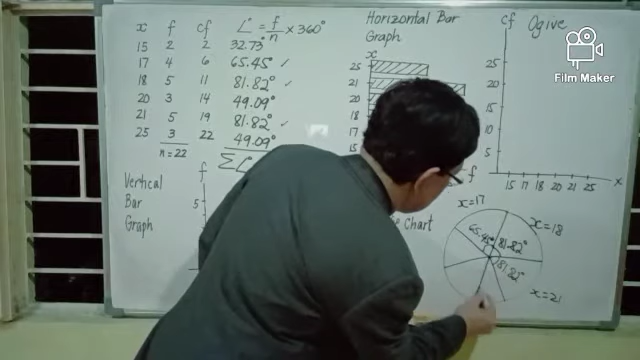 x f cf ∠° = f/n × 360°
15 2 2 32.73°
17 4 6 65.45° ✓
18 5 11 81.82° ✓
20 3 14 49.09°
21 5 19 81.82° ✓
25 3 22 49.09°
n = 22
∑∠°
Vertical
Bar
Graph
f
5
Horizontal Bar
Graph
x
25
21
20
18
17
15
f
cf Ogive
25
20
15
10
5
15 17 18 20 21 25 x
Film Maker
Chart
x=17
x=18
65.45° 81.82°
81.82°
x=21